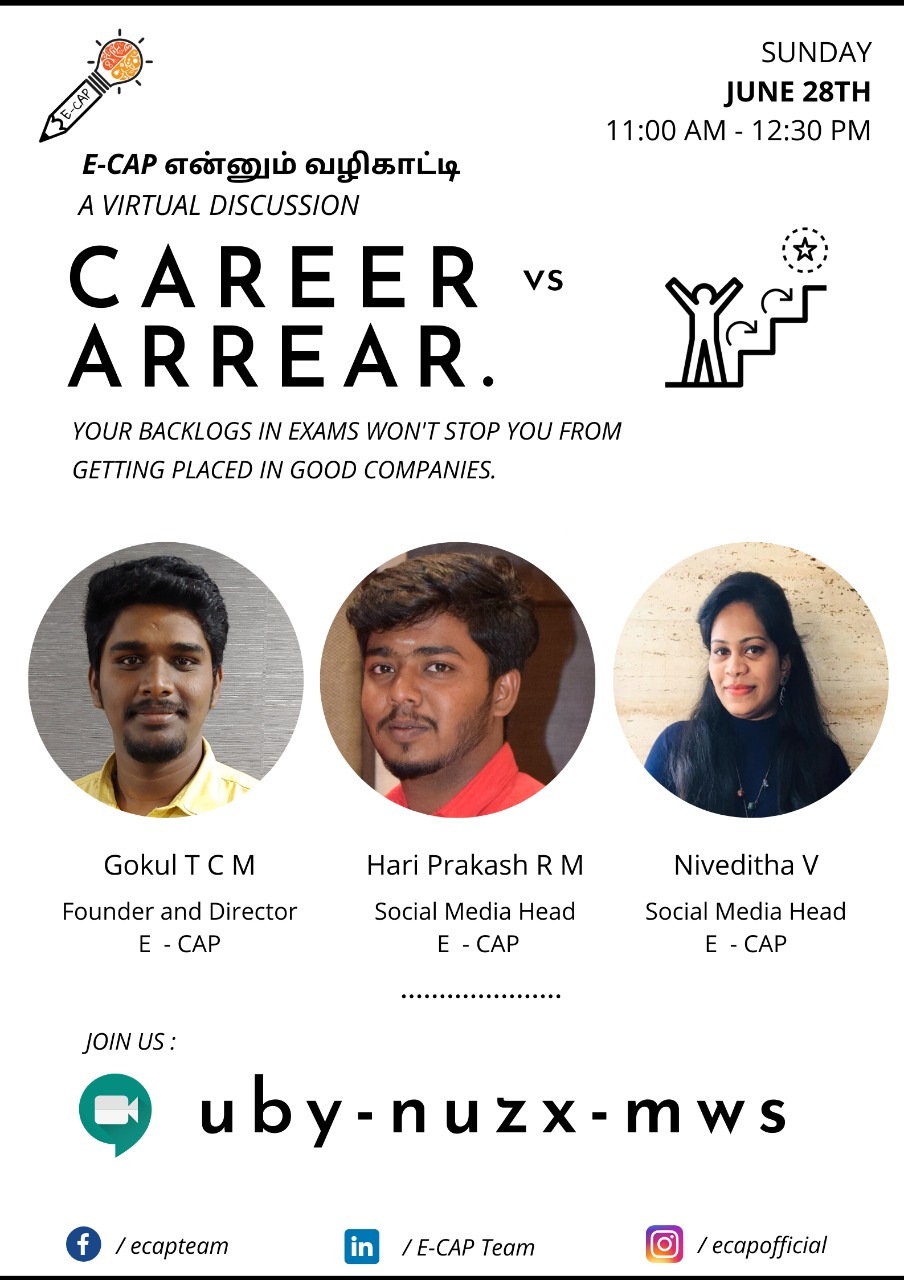 E-CAP
SUNDAY
JUNE 28TH
11:00 AM - 12:30 PM
E-CAP என்னும் வழிகாட்டி
A VIRTUAL DISCUSSION
CAREER vs
ARREAR.
YOUR BACKLOGS IN EXAMS WON'T STOP YOU FROM
GETTING PLACED IN GOOD COMPANIES.
Gokul T C M
Founder and Director
E - CAP
Hari Prakash R M
Social Media Head
E - CAP
Niveditha V
Social Media Head
E - CAP
.....................
JOIN US :
uby-nuzx-mws
/ ecapteam
in / E-CAP Team
/ ecapofficial